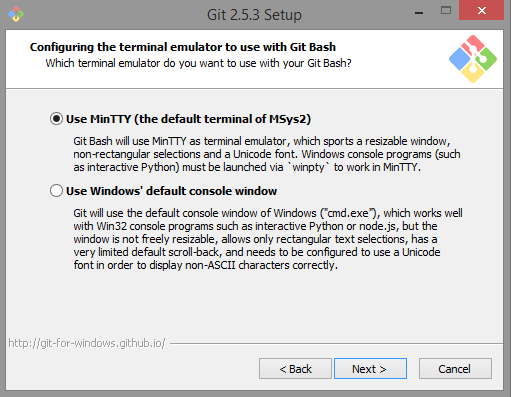 Git 2.5.3 Setup
Configuring the terminal emulator to use with Git Bash
Which terminal emulator do you want to use with your Git Bash?
Use MinTTY (the default terminal of MSys2)
Git Bash will use MinTTY as terminal emulator, which sports a resizable window,
non-rectangular selections and a Unicode font. Windows console programs (such
as interactive Python) must be launched via `winpty` to work in MinTTY.
Use Windows' default console window
Git will use the default console window of Windows ("cmd.exe"), which works well
with Win32 console programs such as interactive Python or node.js, but the
window is not freely resizable, allows only rectangular text selections, has a
very limited default scroll-back, and needs to be configured to use a Unicode
font in order to display non-ASCII characters correctly.
http://git-for-windows.github.io/
< Back
Next >
Cancel